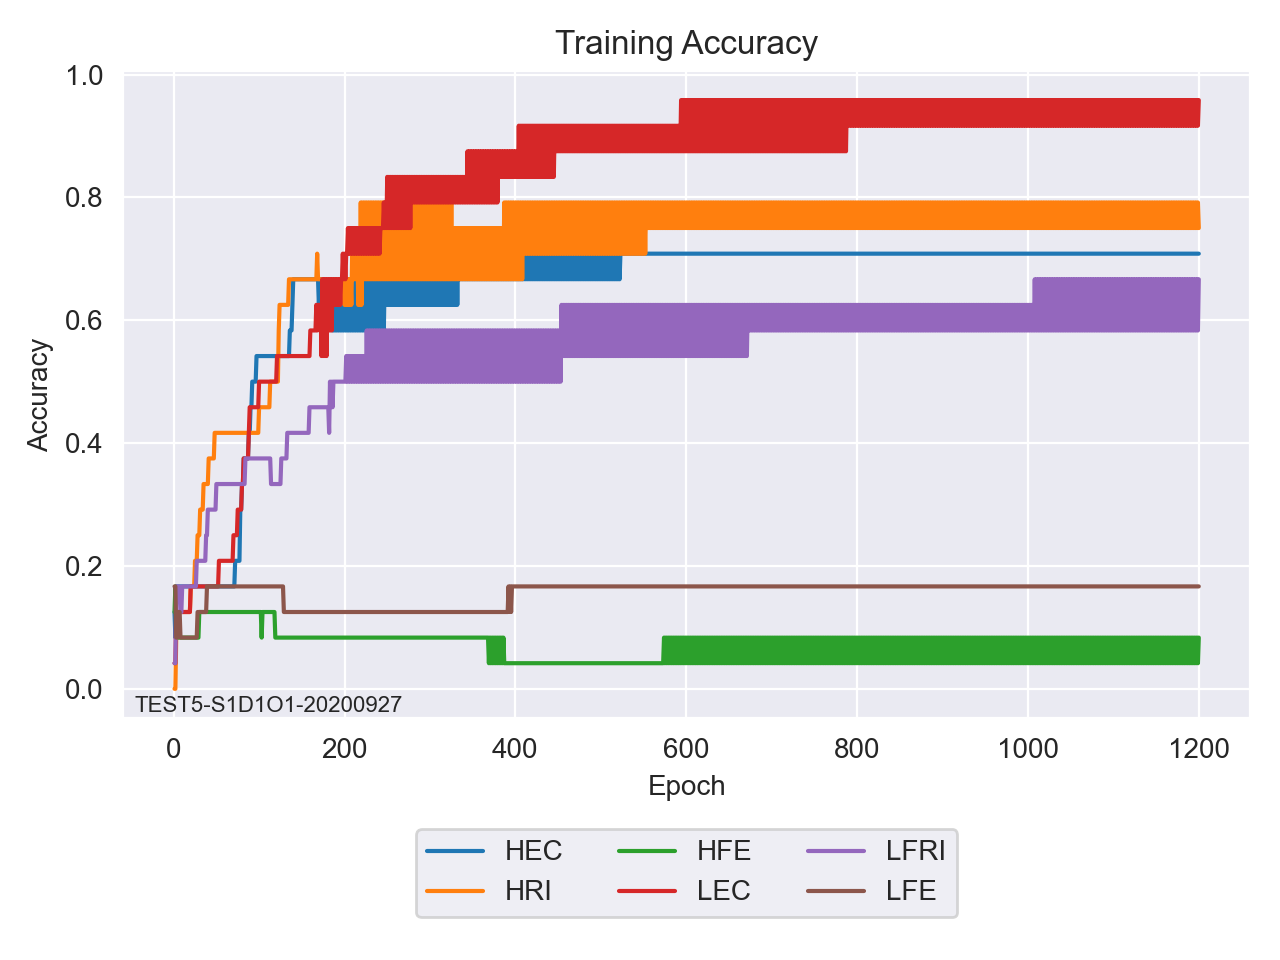 Training Accuracy
1.0
0.8
0.6
0.4
0.2
0.0
Accuracy
TEST5-S1D1O1-20200927
0 200 400 600 800 1000 1200
Epoch
HEC HFE LFRI
HRI LEC LFE